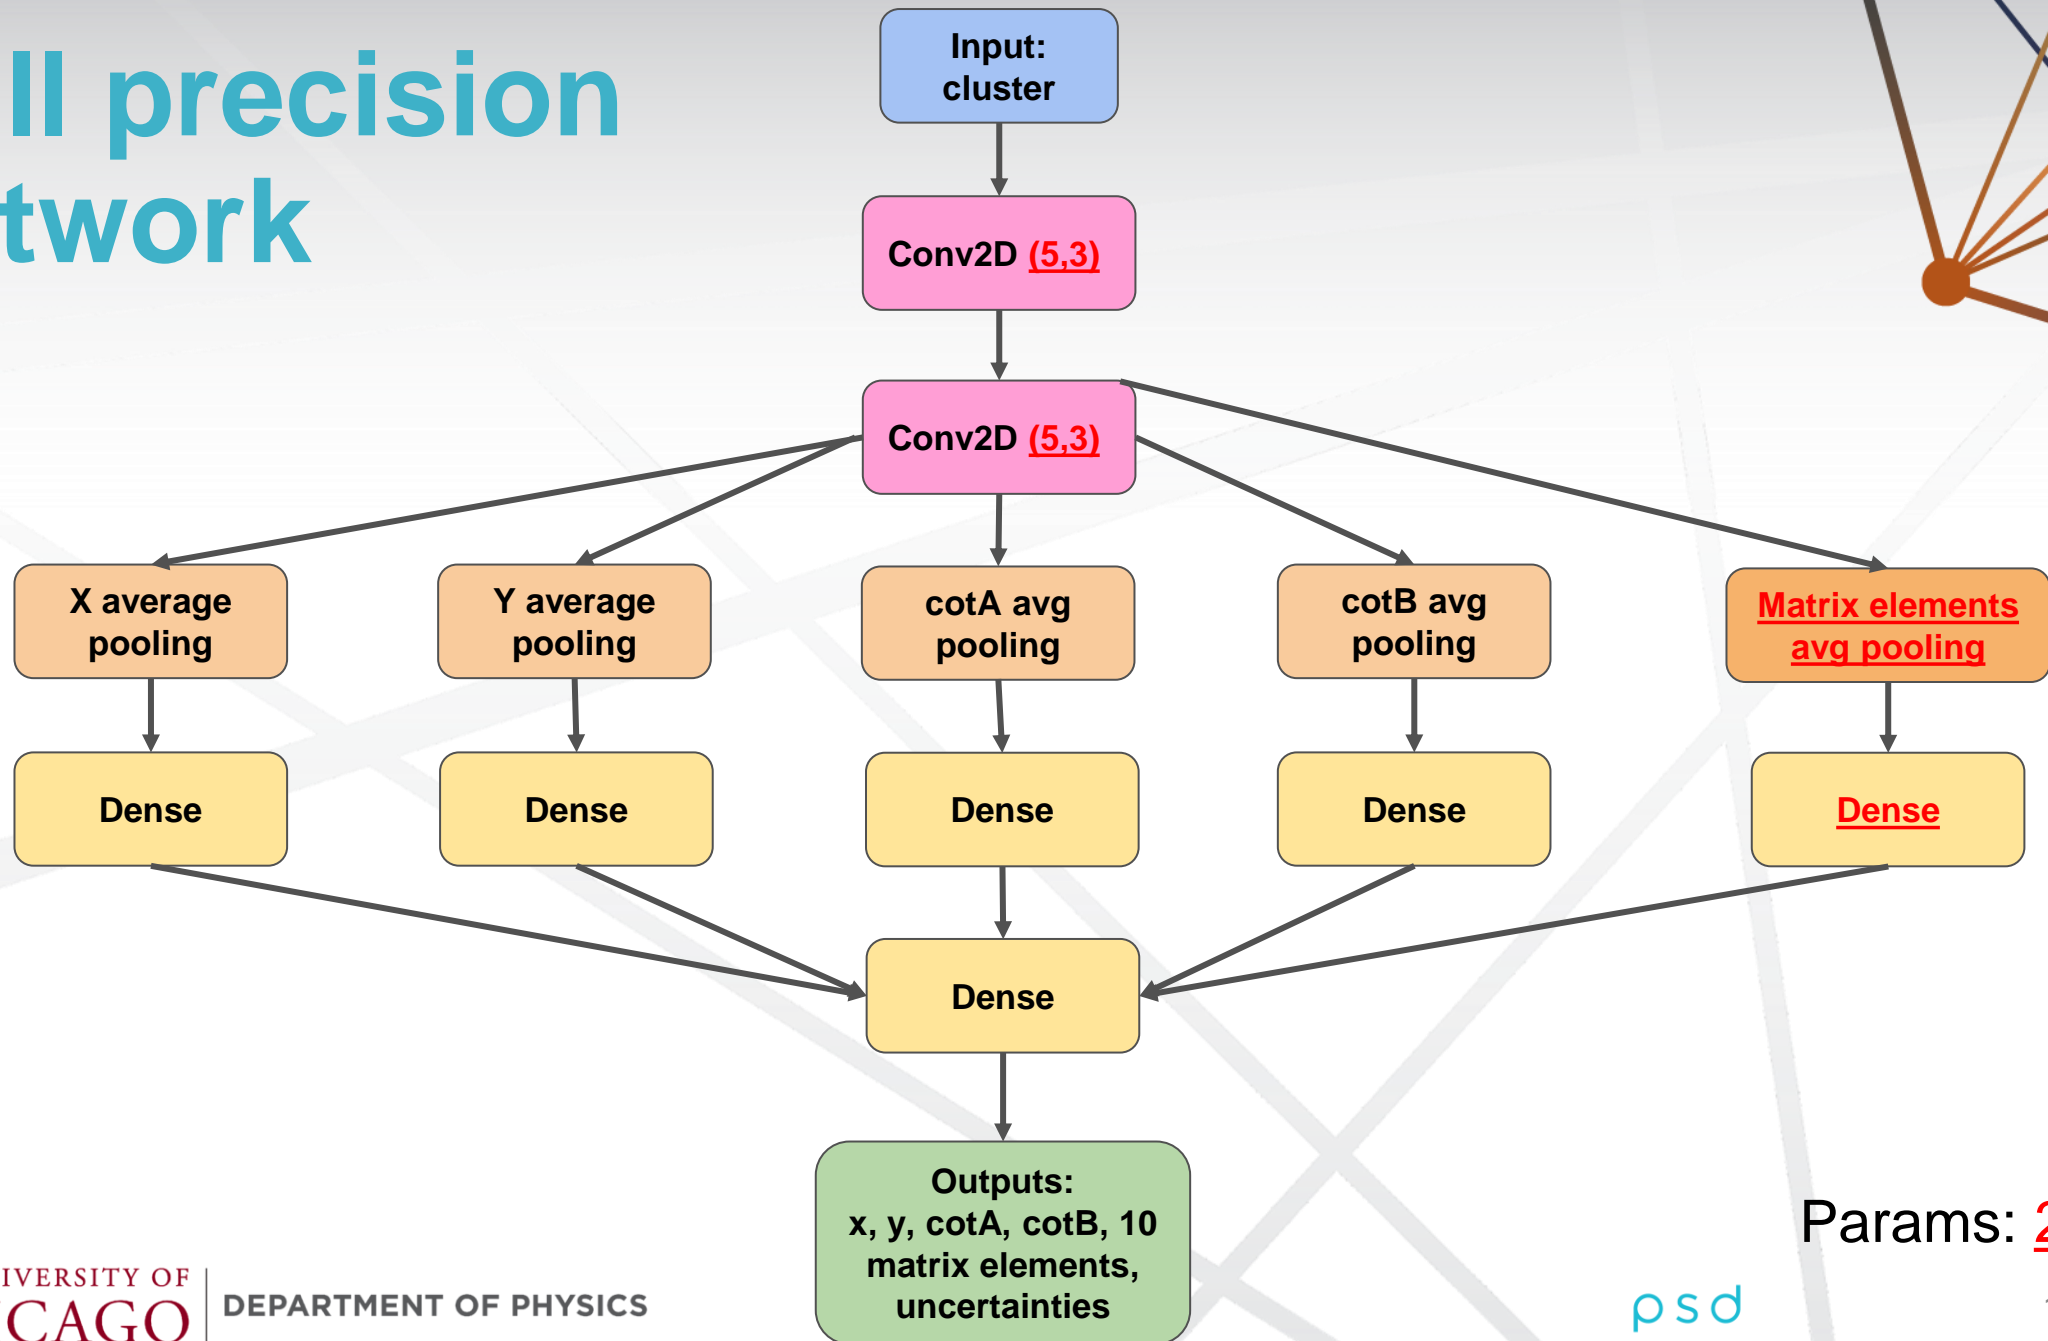 ll precision
twork
Input:
cluster
Conv2D (5,3)
Conv2D (5,3)
X average
pooling
Y average
pooling
cotA avg
pooling
cotB avg
pooling
Matrix elements
avg pooling
Dense
Dense
Dense
Dense
Dense
Dense
Outputs:
x, y, cotA, cotB, 10
matrix elements,
uncertainties
Params: 2
IVERSITY OF
ICAGO
DEPARTMENT OF PHYSICS
psd